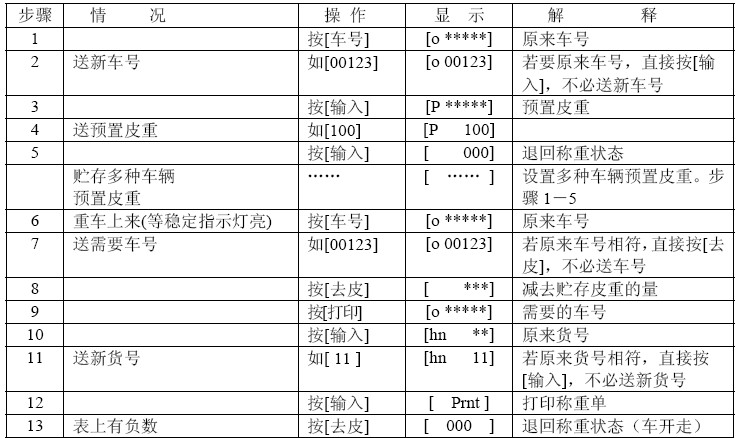 步骤 情 况 操 作 显 示 解 释
1 按[车号] [o *****] 原来车号
2 送新车号 如[00123] [o 00123] 若要原来车号，直接按[输
入]，不必送新车号
3 按[输入] [P *****] 预置皮重
4 送预置皮重 如[100] [P 100]
5 按[输入] [ 000] 退回称重状态
贮存多种车辆 …… [ …… ] 设置多种车辆预置皮重。步
预置皮重 骤 1－5
6 重车上来(等稳定指示灯亮) 按[车号] [o *****] 原来车号
7 送需要车号 如[00123] [o 00123] 若原来车号相符，直接按[去
皮]，不必送车号
8 按[去皮] [ ***] 减去贮存皮重的量
9 按[打印] [o *****] 需要的车号
10 按[输入] [hn **] 原来货号
11 送新货号 如[ 11 ] [hn 11] 若原来货号相符，直接按
[输入]，不必送新货号
12 按[输入] [ Prnt ] 打印称重单
13 表上有负数 按[去皮] [ 000 ] 退回称重状态（车开走）